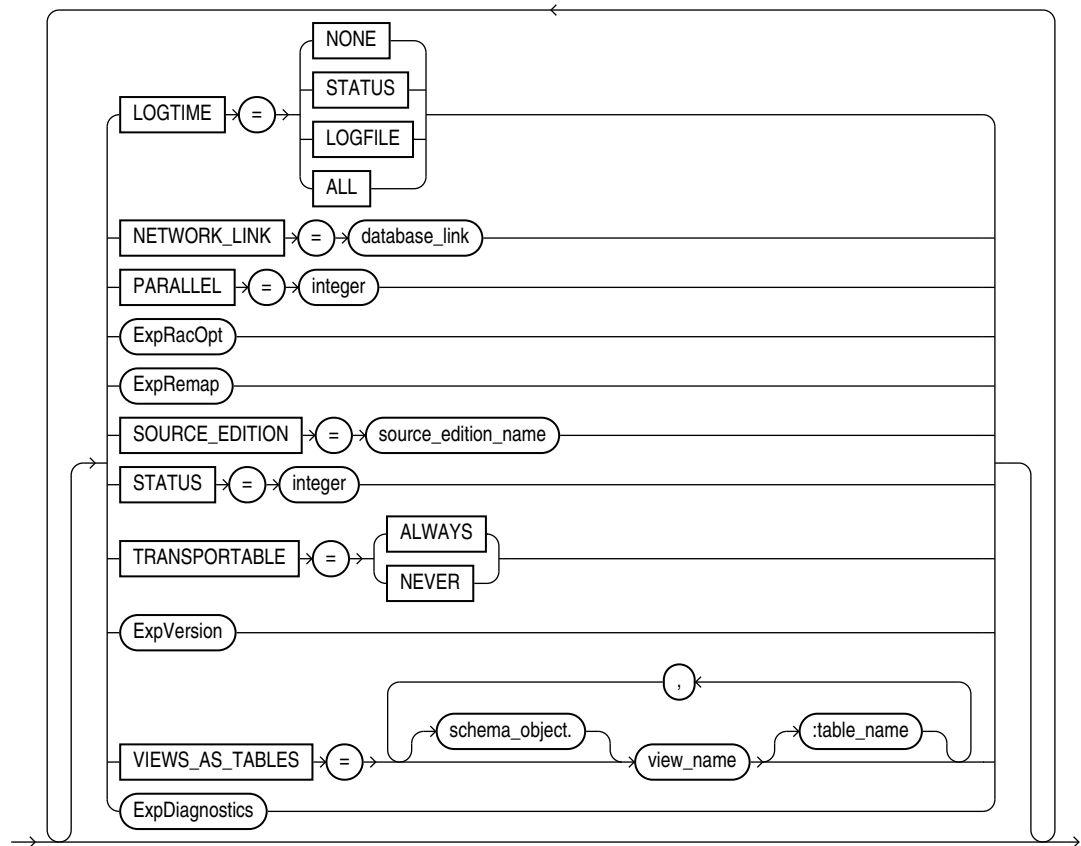 NONE
STATUS
LOGTIME =
LOGFILE
ALL
NETWORK_LINK = database_link
PARALLEL = integer
ExpRacOpt
ExpRemap
SOURCE_EDITION = source_edition_name
STATUS = integer
ALWAYS
TRANSPORTABLE =
NEVER
ExpVersion
,
schema_object. :table_name
VIEWS_AS_TABLES = view_name
ExpDiagnostics